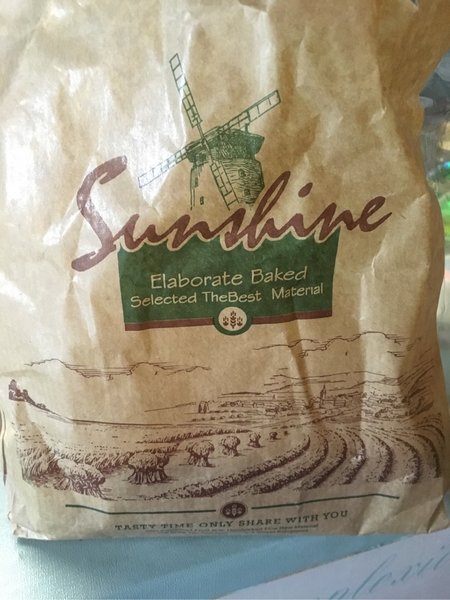 Sunshine
Elaborate Baked
Selected TheBest Material
TASTY TIME ONLY SHARE WITH YOU